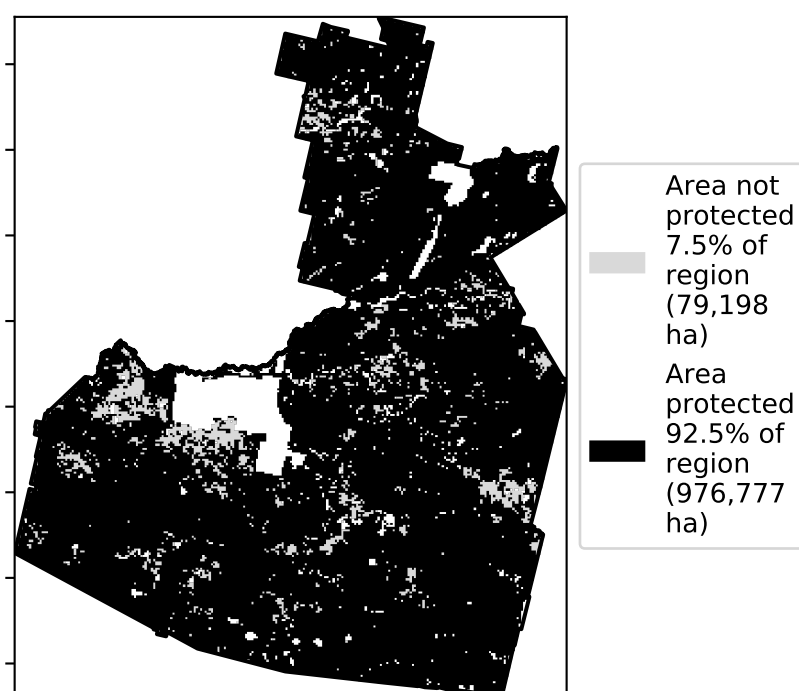 Area not
protected
7.5% of
region
(79,198
ha)
Area
protected
92.5% of
region
(976,777
ha)